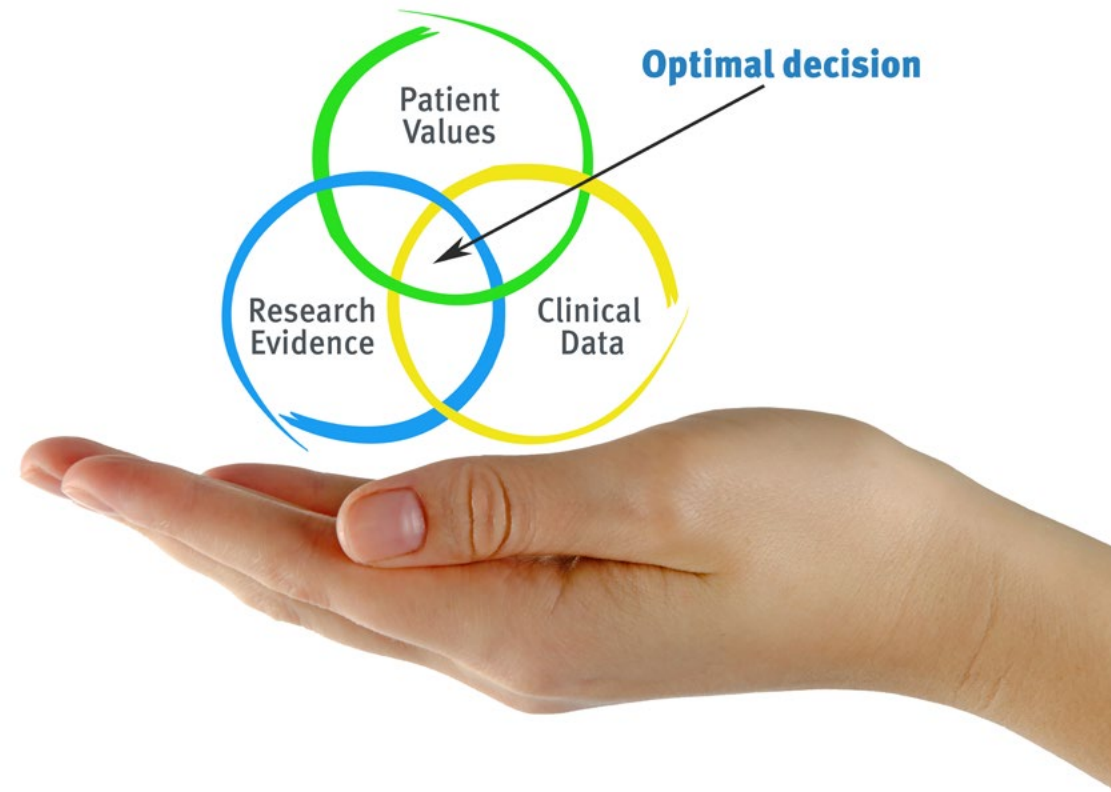 Optimal decision
Patient
Values
Research
Evidence
Clinical
Data